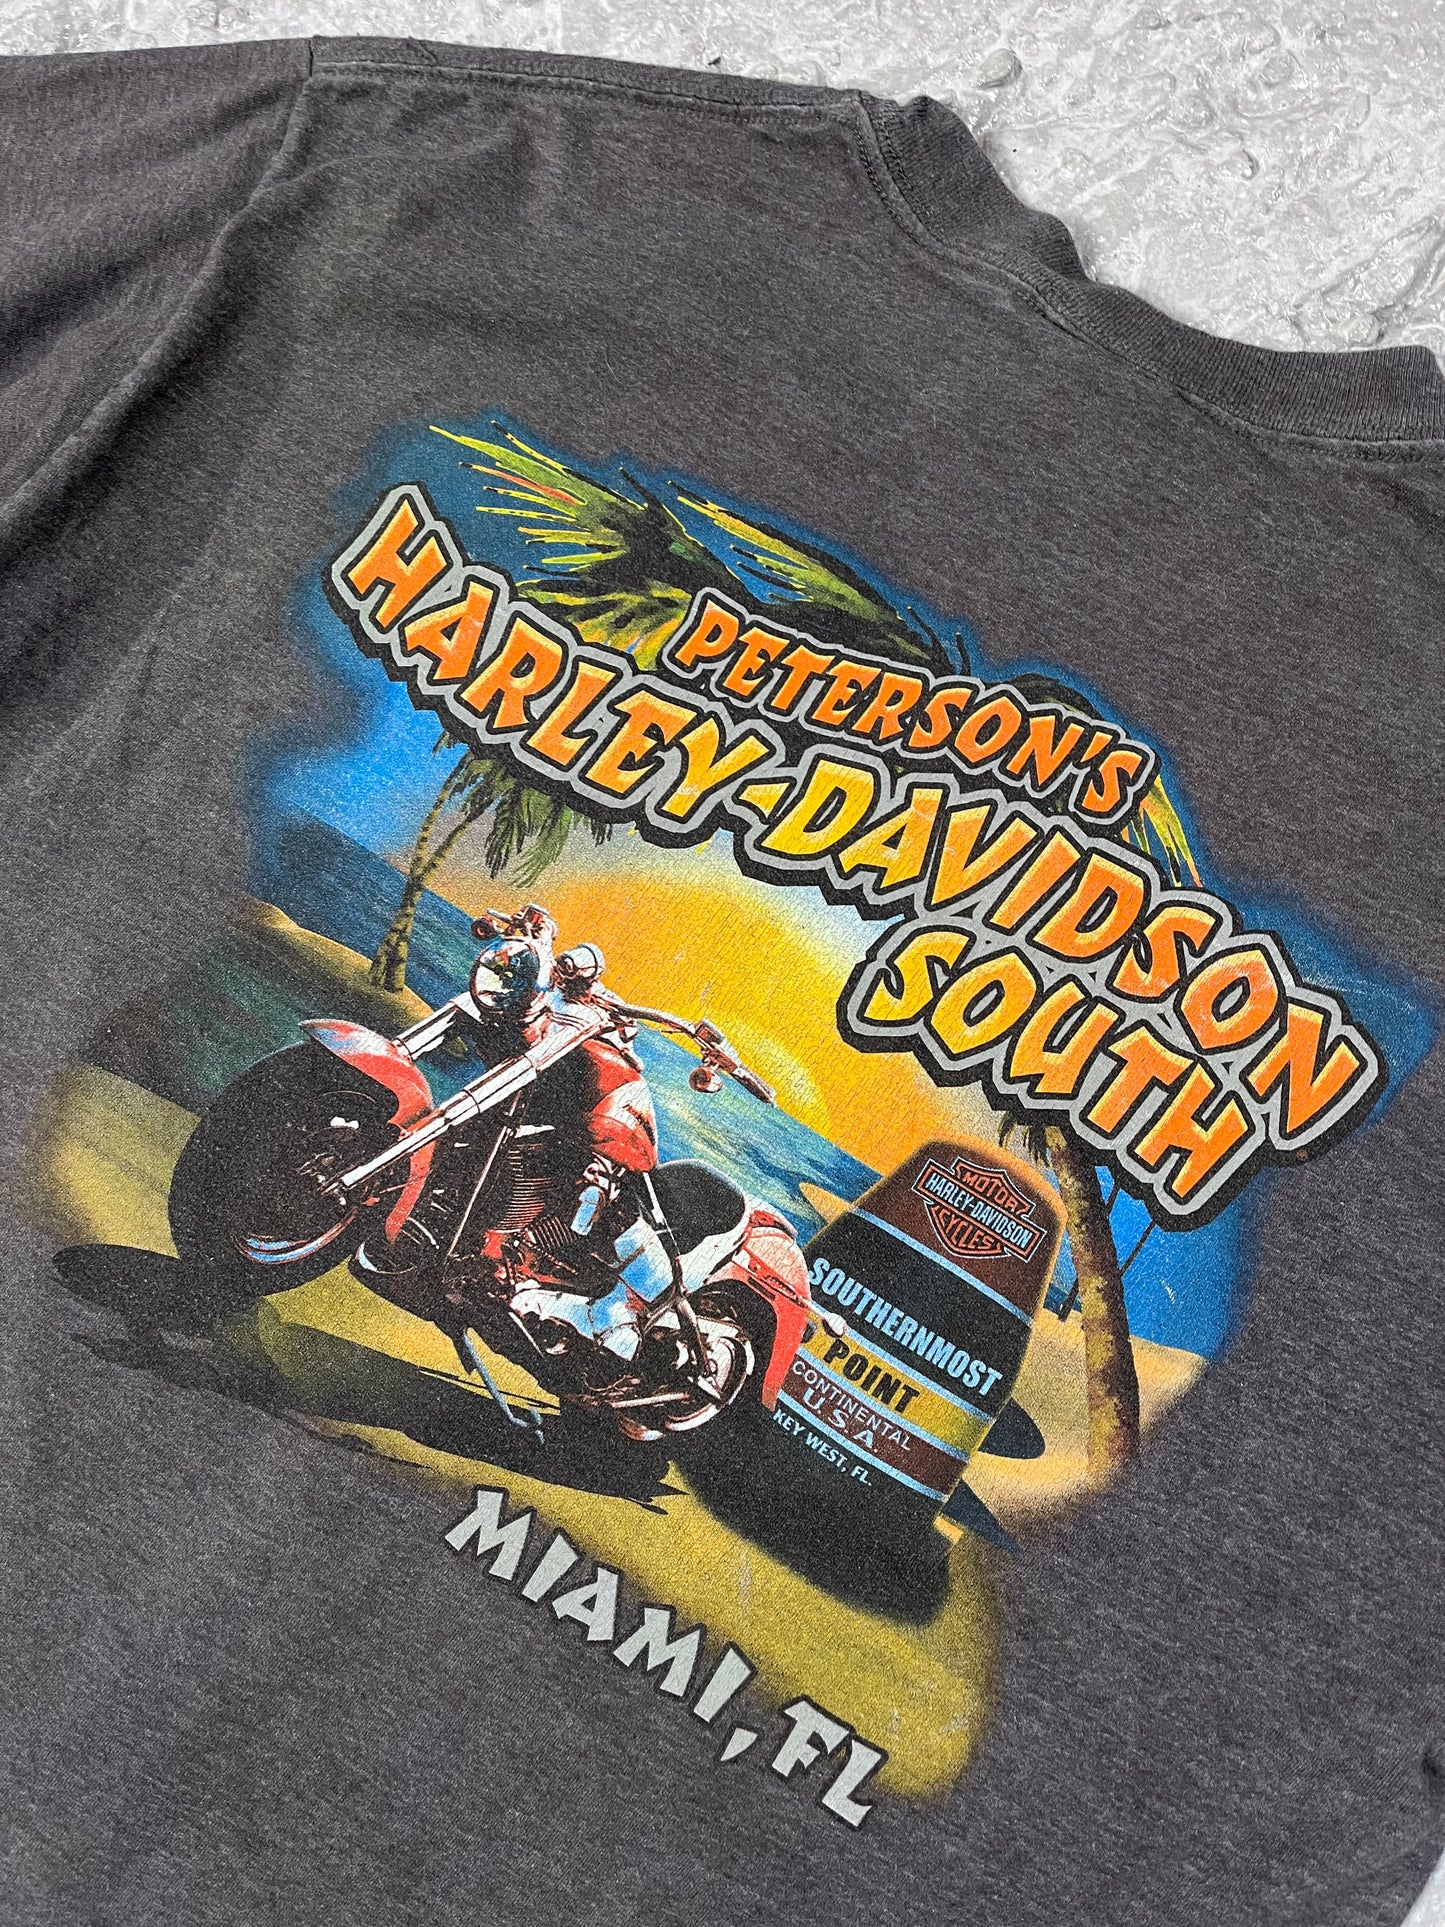 PETERSON'S
HARLEY-DAVIDSON
SOUTH
MOTOR
HARLEY-DAVIDSON
CYCLES
SOUTHERNMOST
POINT
CONTINENTAL
U.S.A.
KEY WEST, FL.
MIAMI, FL